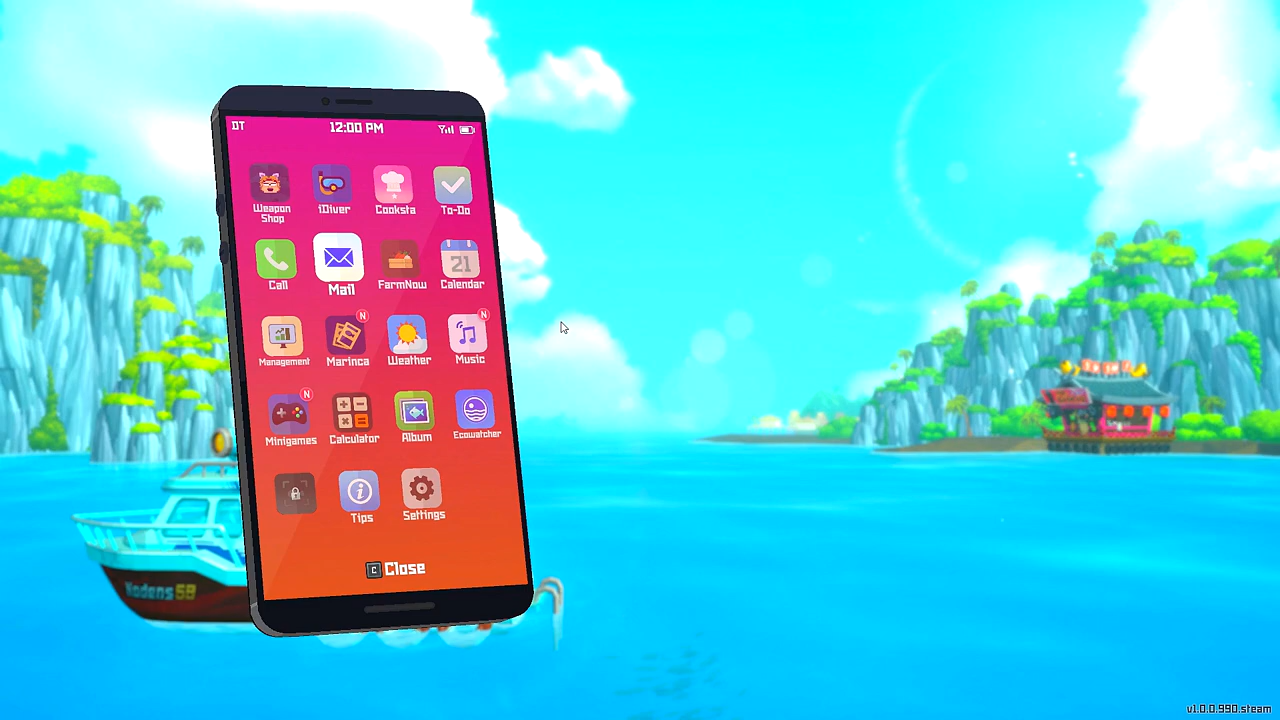 DT 12:00 PM
Weapon Shop
iDiver
Cooksta
To-Do
Call
Mail
FarmNow
21
Calendar
Management
N
Marinca
Weather
N
Music
N
Minigames
Calculator
Album
Ecowatcher
Tips
Settings
C Close
v1.0.0.990.steam